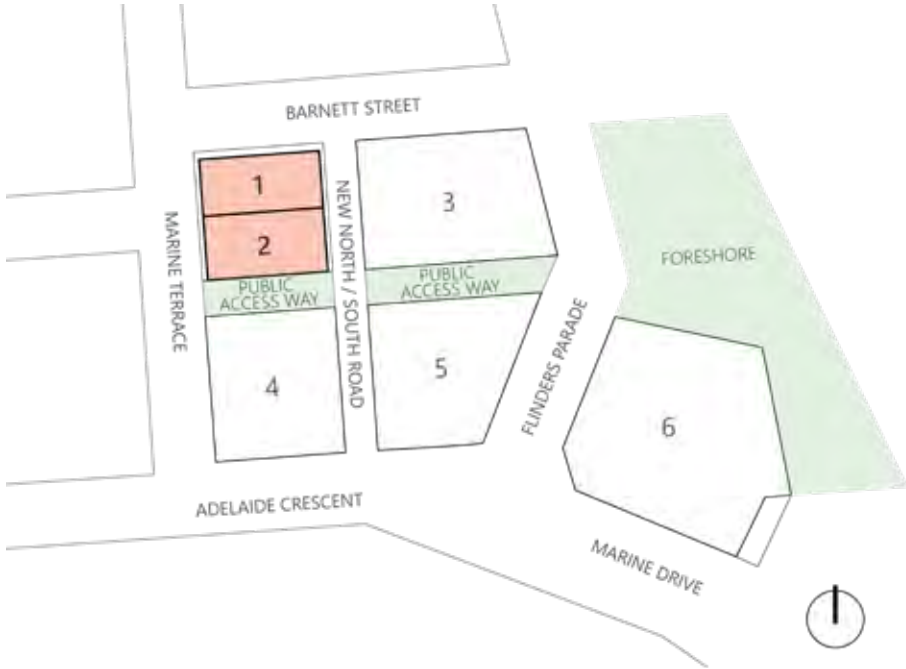 BARNETT STREET
1
2
3
MARINE TERRACE
NEW NORTH / SOUTH ROAD
FORESHORE
PUBLIC
ACCESS WAY
PUBLIC
ACCESS WAY
4
5
FLINDERS PARADE
6
ADELAIDE CRESCENT
MARINE DRIVE